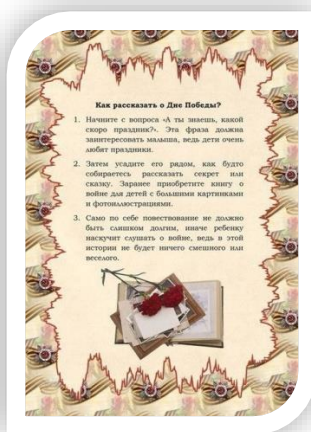 Как рассказать о Дне Победы?
1. Начните с вопроса «А ты знаешь, какой
скоро праздник?». Эта фраза должна
заинтересовать малыша, ведь дети очень
любят праздники.
2. Затем усадите его рядом, как будто
собираетесь рассказать секрет или
сказку. Заранее приобретите книгу о
войне для детей с большими картинками
и фотоиллюстрациями.
3. Само по себе повествование не должно
быть слишком долгим, иначе ребенку
наскучит слушать о войне, ведь в этой
истории не будет ничего смешного или
веселого.